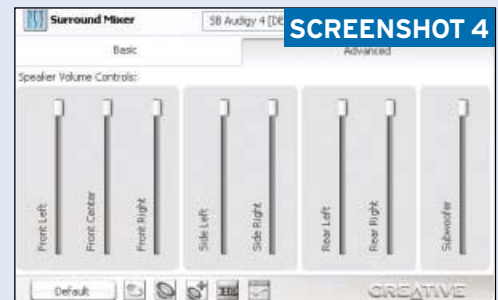 Surround Mixer
SB Audigy 4 [DE
SCREENSHOT 4
Basic
Advanced
Speaker Volume Controls:
Front Left
Front Center
Front Right
Side Left
Side Right
Rear Left
Rear Right
Subwoofer
Default
THX
CREATIVE